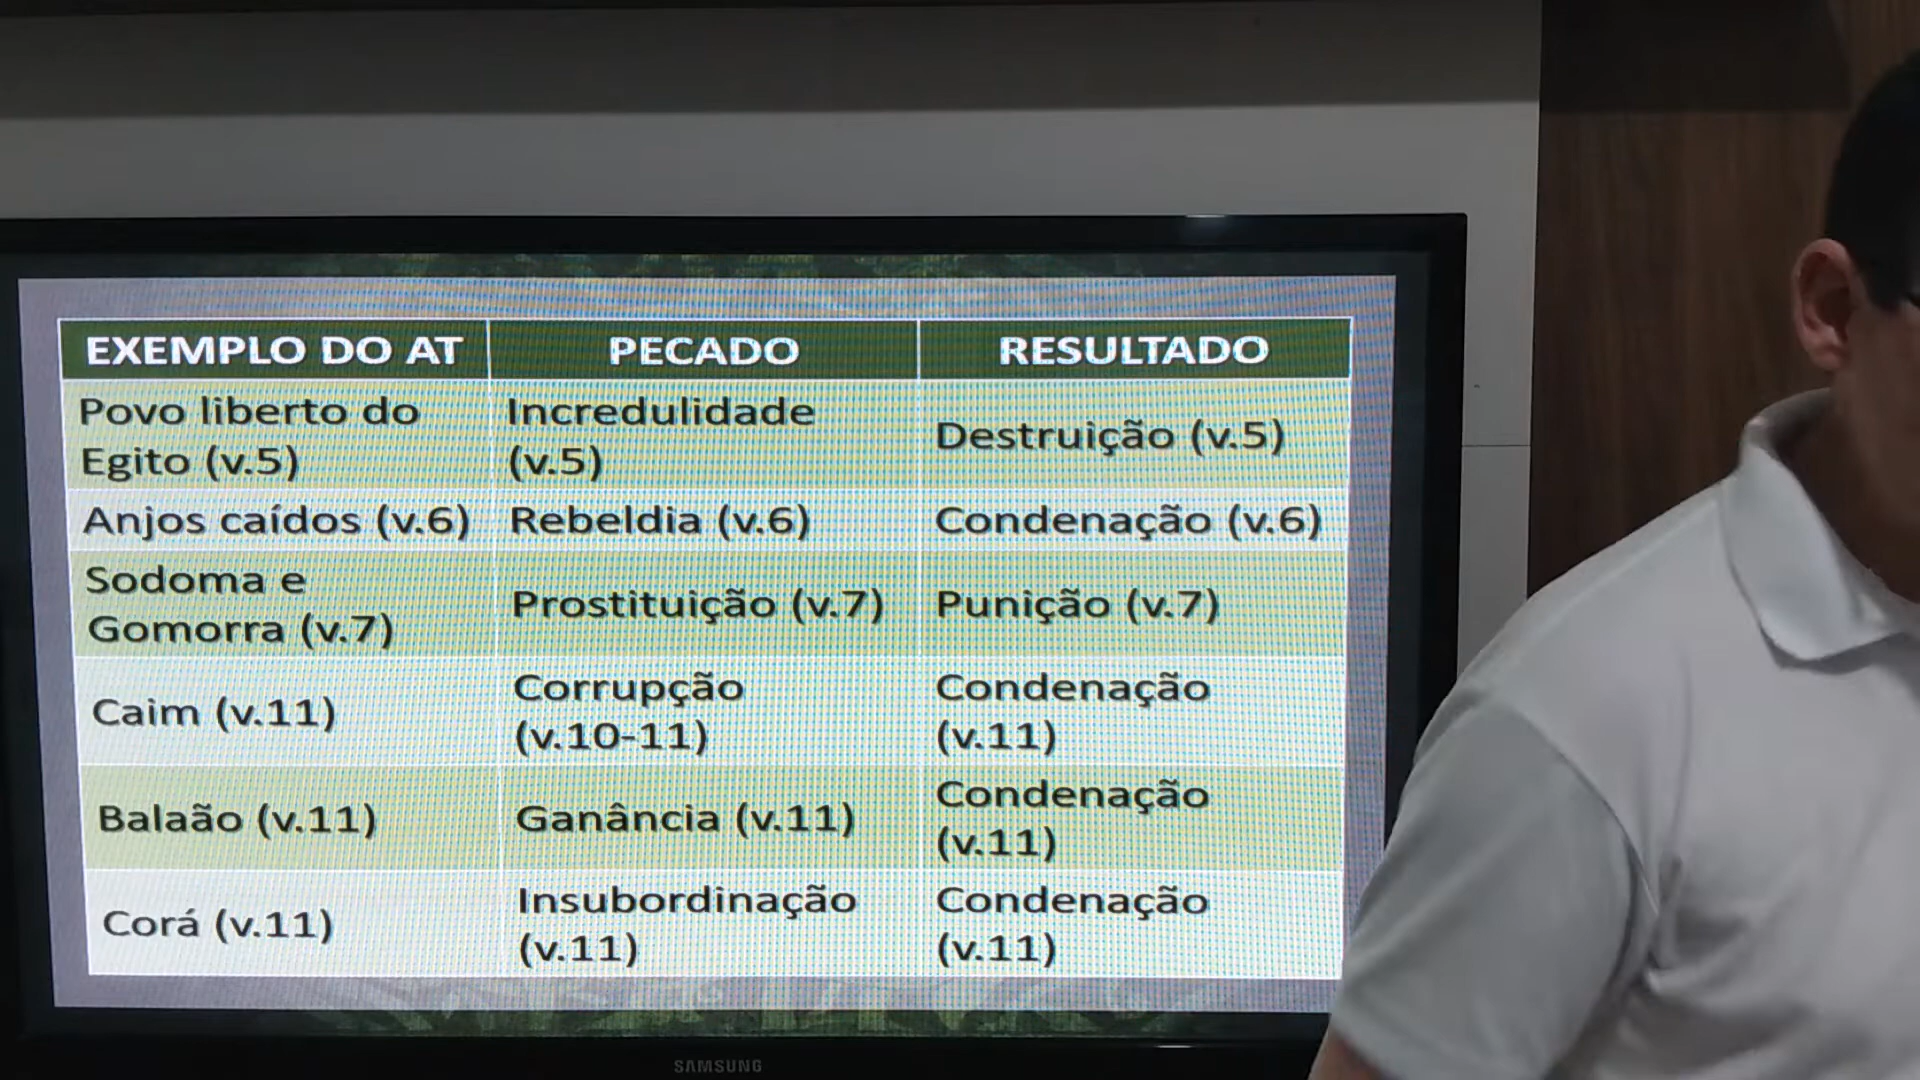 EXEMPLO DO AT PECADO RESULTADO
Povo liberto do
Egito (v.5)
Incredulidade
(v.5)
Destruição (v.5)
Anjos caídos (v.6) Rebeldia (v.6) Condenação (v.6)
Sodoma e
Gomorra (v.7)
Prostituição (v.7) Punição (v.7)
Caim (v.11)
Corrupção
(v.10-11)
Condenação
(v.11)
Balaão (v.11) Ganância (v.11)
Condenação
(v.11)
Corá (v.11)
Insubordinação
(v.11)
Condenação
(v.11)
SAMSUNG